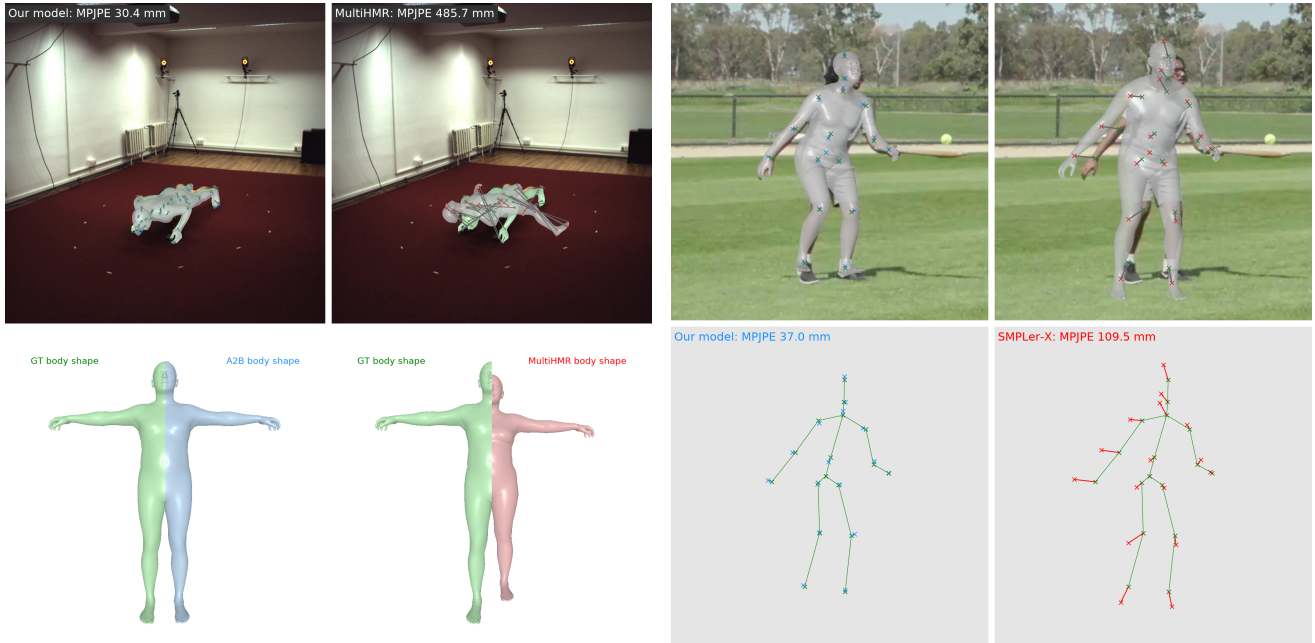 Our model: MPJPE 30.4 mm
MultiHMR: MPJPE 485.7 mm
GT body shape
A2B body shape
GT body shape
MultiHMR body shape
Our model: MPJPE 37.0 mm
SMPLer-X: MPJPE 109.5 mm